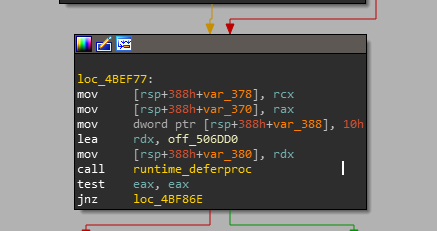 loc_4BEF77:
mov [rsp+388h+var_378], rcx
mov [rsp+388h+var_370], rax
mov dword ptr [rsp+388h+var_388], 10h
lea rdx, off_506DD0
mov [rsp+388h+var_380], rdx
call runtime_deferproc
test eax, eax
jnz loc_4BF86E